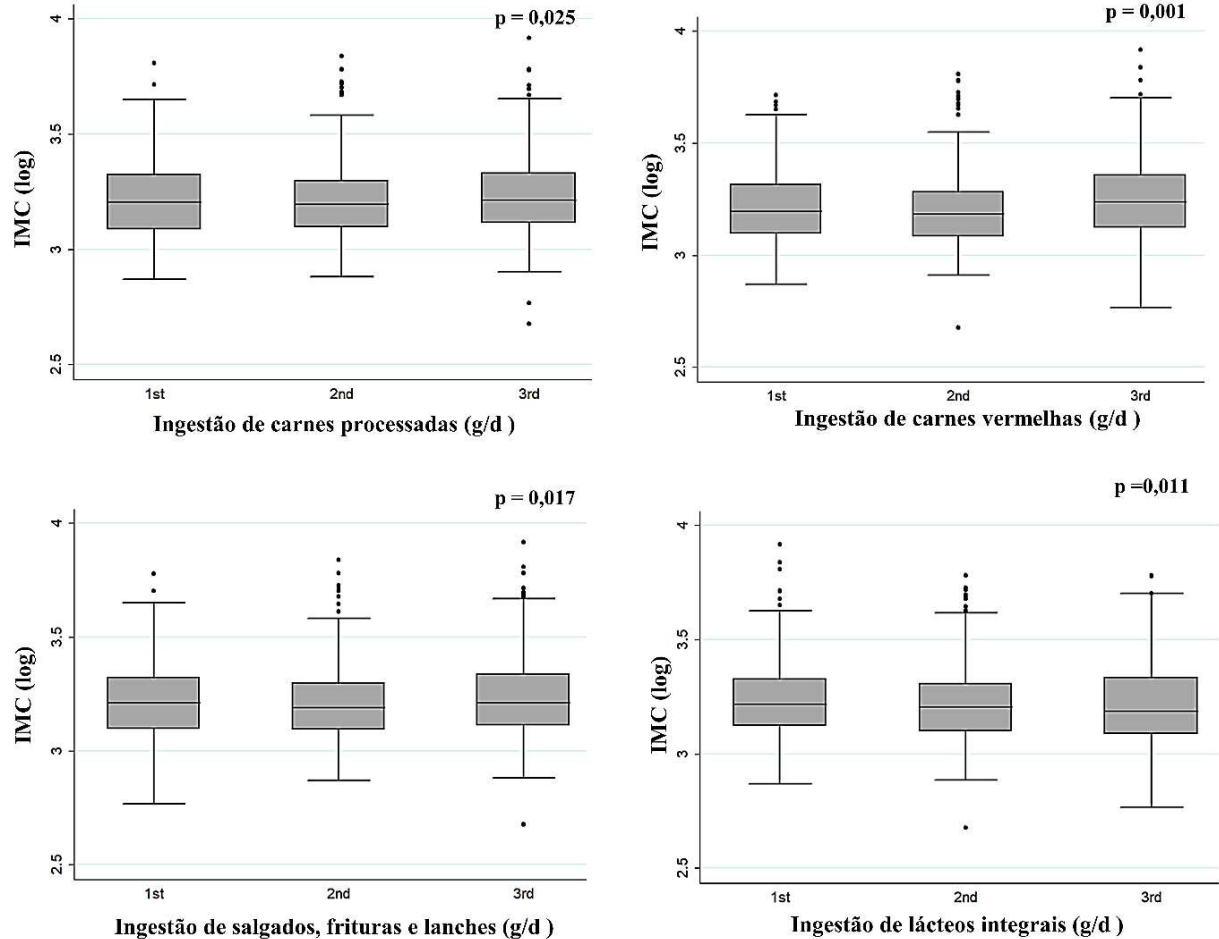 p = 0,025
4
3.5
3
2.5
IMC (log)
1st 2nd 3rd
Ingestão de carnes processadas (g/d )
p = 0,001
4
3.5
3
2.5
IMC (log)
1st 2nd 3rd
Ingestão de carnes vermelhas (g/d )
p = 0,017
4
3.5
3
2.5
IMC (log)
1st 2nd 3rd
Ingestão de salgados, frituras e lanches (g/d )
p =0,011
4
3.5
3
2.5
IMC (log)
1st 2nd 3rd
Ingestão de lácteos integrais (g/d )